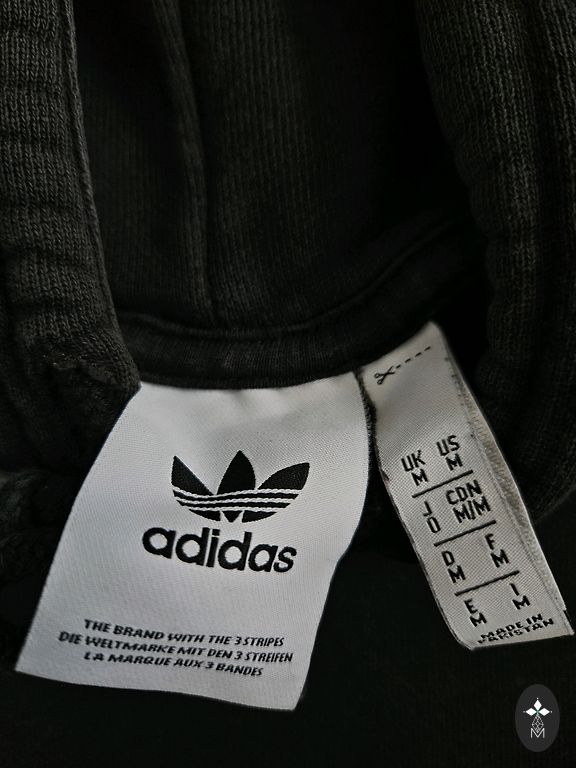 adidas
THE BRAND WITH THE 3 STRIPES
DIE WELTMARKE MIT DEN 3 STREIFEN
LA MARQUE AUX 3 BANDES
UK US
M M
J CDN
O M/M
D F
M M
E I
M M
MADE IN
PAKISTAN
M